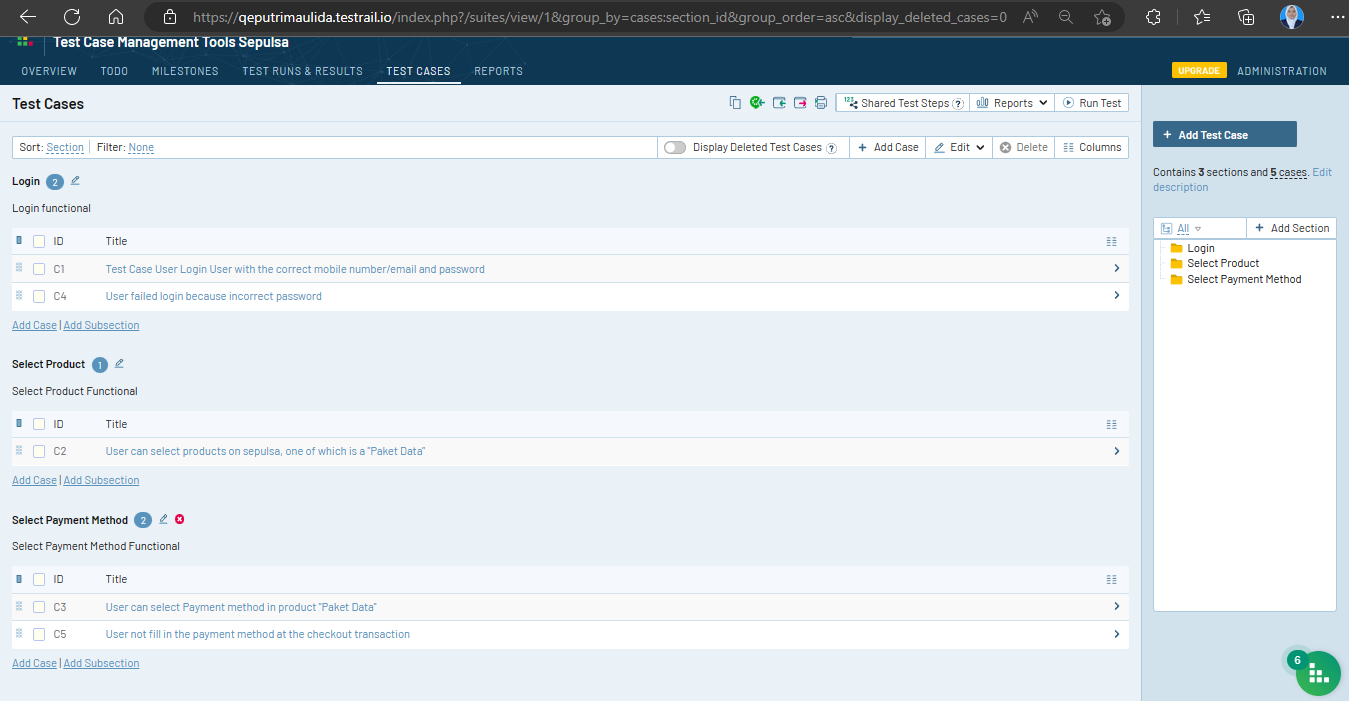 https://qeputrimaulida.testrail.io/index.php?/suites/view/1&group_by=cases:section_id&group_order=asc&display_deleted_cases=0
Test Case Management Tools Sepulsa
OVERVIEW TODO MILESTONES TEST RUNS & RESULTS TEST CASES REPORTS UPGRADE ADMINISTRATION
Test Cases
Shared Test Steps ? Reports Run Test
+ Add Test Case
Sort: Section Filter: None Display Deleted Test Cases ? + Add Case Edit Delete Columns
Contains 3 sections and 5 cases. Edit description
All + Add Section
Login
Select Product
Select Payment Method
Login 2
Login functional
ID Title
C1 Test Case User Login User with the correct mobile number/email and password
C4 User failed login because incorrect password
Add Case | Add Subsection
Select Product 1
Select Product Functional
ID Title
C2 User can select products on sepulsa, one of which is a "Paket Data"
Add Case | Add Subsection
Select Payment Method 2
Select Payment Method Functional
ID Title
C3 User can select Payment method in product "Paket Data"
C5 User not fill in the payment method at the checkout transaction
Add Case | Add Subsection
6